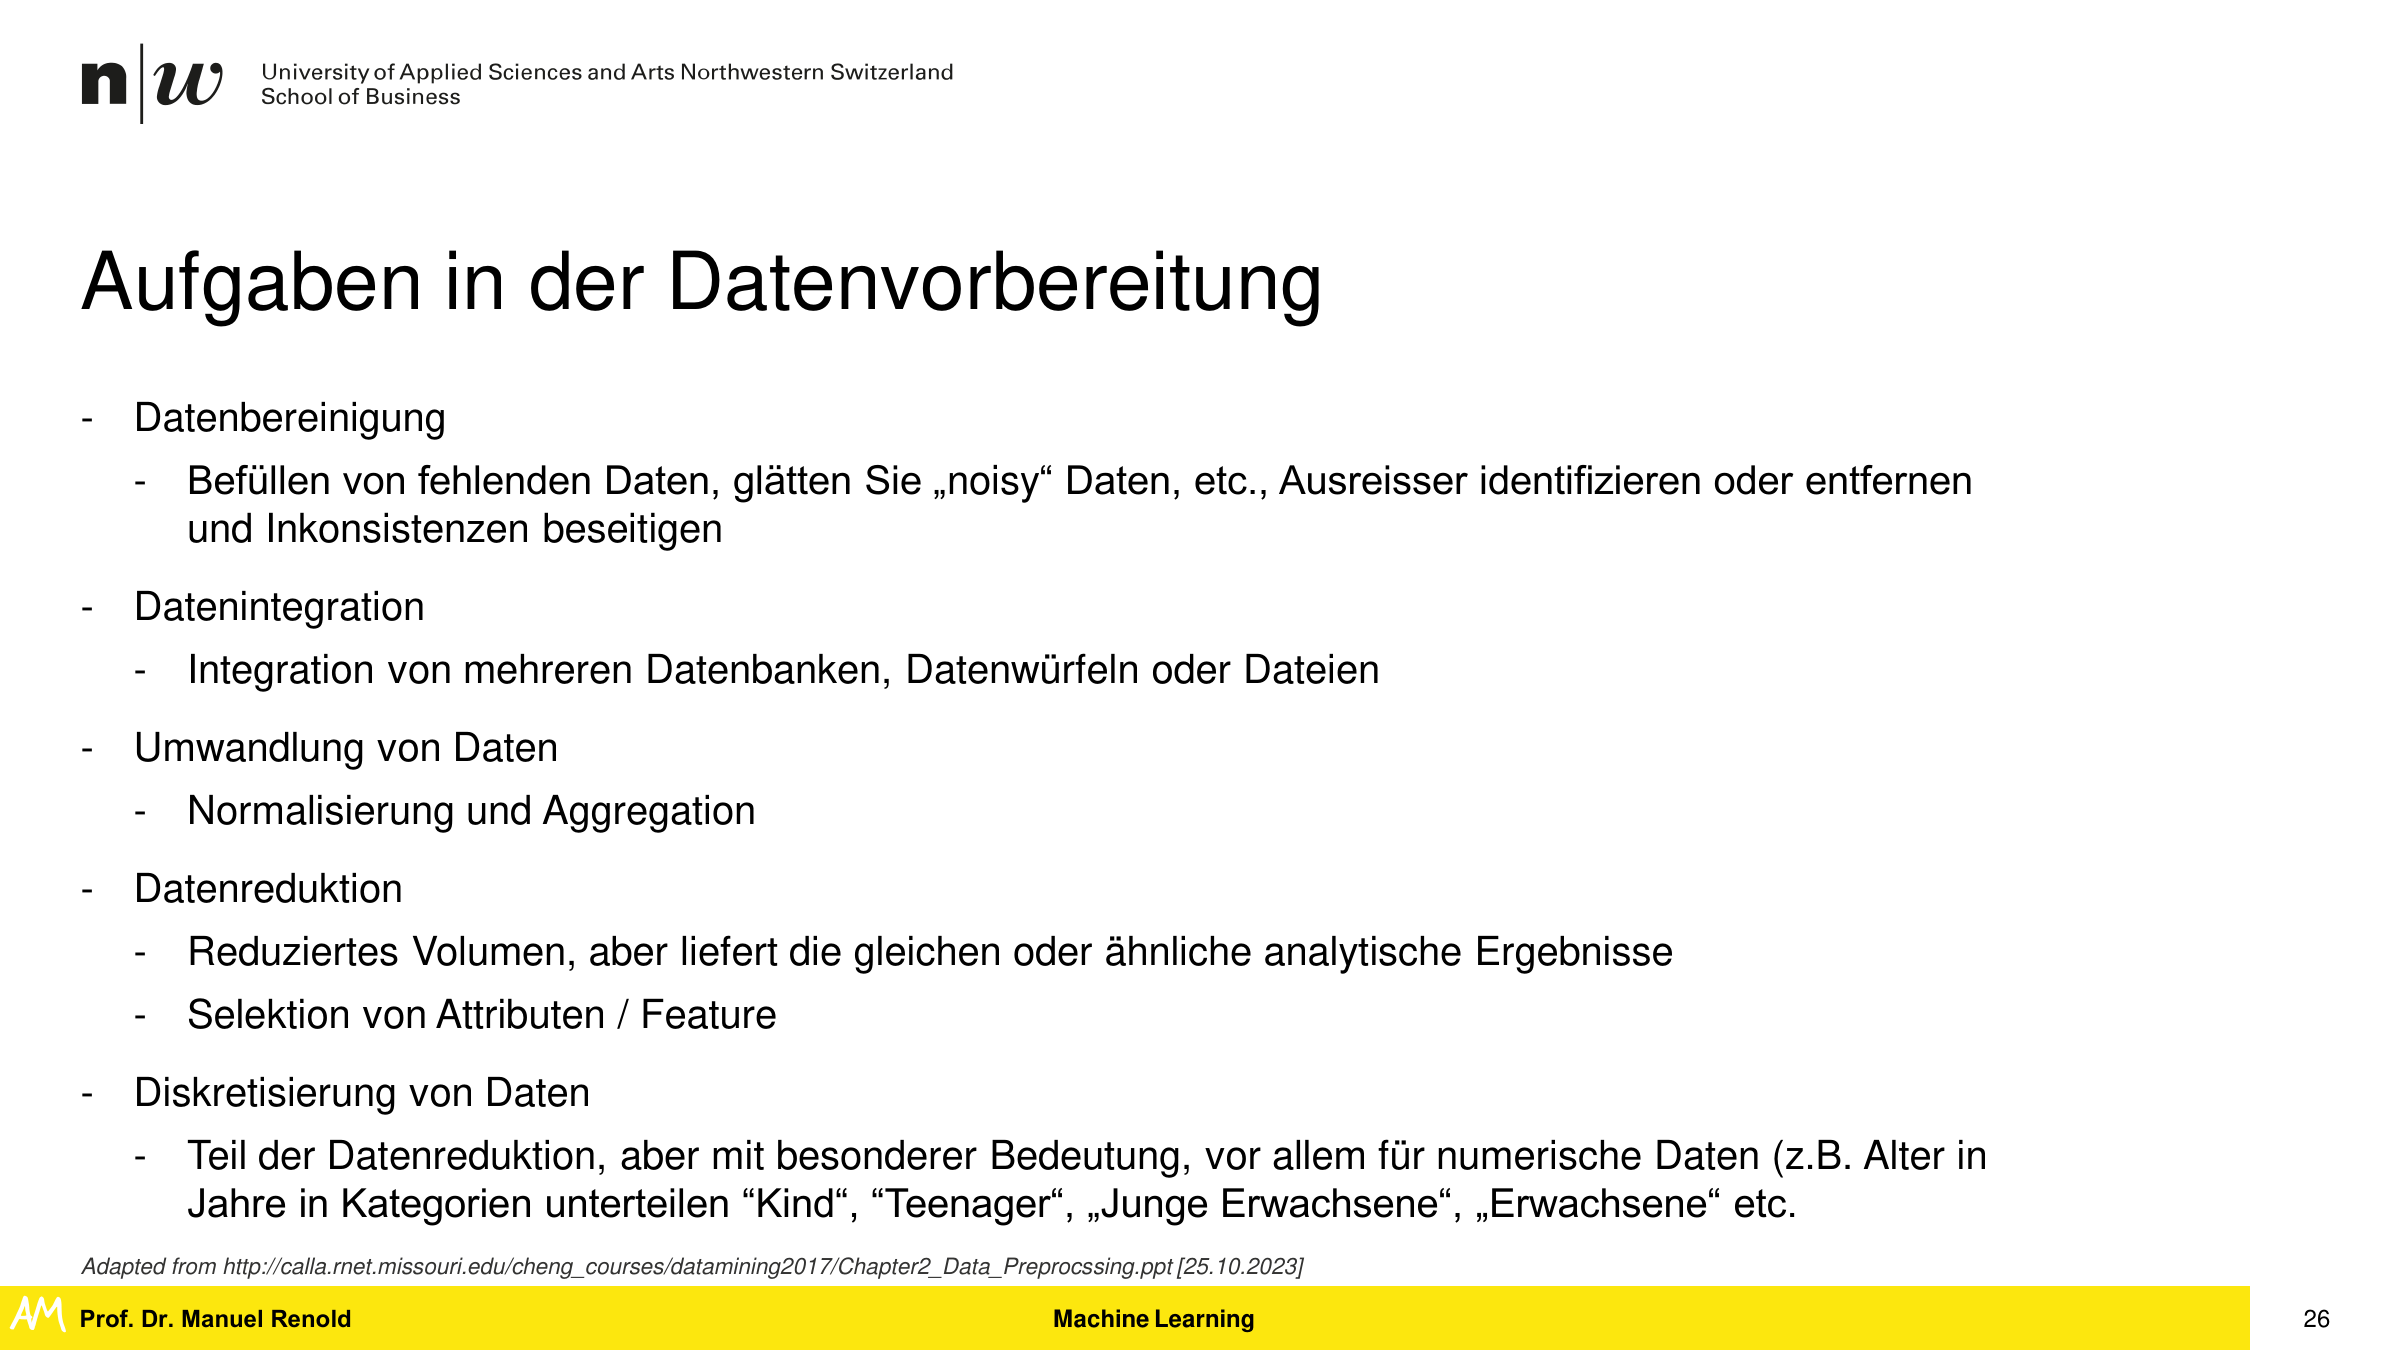 n|w University of Applied Sciences and Arts Northwestern Switzerland
School of Business
Aufgaben in der Datenvorbereitung
- Datenbereinigung
- Befüllen von fehlenden Daten, glätten Sie „noisy“ Daten, etc., Ausreisser identifizieren oder entfernen
und Inkonsistenzen beseitigen
- Datenintegration
- Integration von mehreren Datenbanken, Datenwürfeln oder Dateien
- Umwandlung von Daten
- Normalisierung und Aggregation
- Datenreduktion
- Reduziertes Volumen, aber liefert die gleichen oder ähnliche analytische Ergebnisse
- Selektion von Attributen / Feature
- Diskretisierung von Daten
- Teil der Datenreduktion, aber mit besonderer Bedeutung, vor allem für numerische Daten (z.B. Alter in
Jahre in Kategorien unterteilen “Kind“, “Teenager“, „Junge Erwachsene“, „Erwachsene“ etc.
Adapted from http://calla.rnet.missouri.edu/cheng_courses/datamining2017/Chapter2_Data_Preprocssing.ppt [25.10.2023]
AM Prof. Dr. Manuel Renold Machine Learning 26